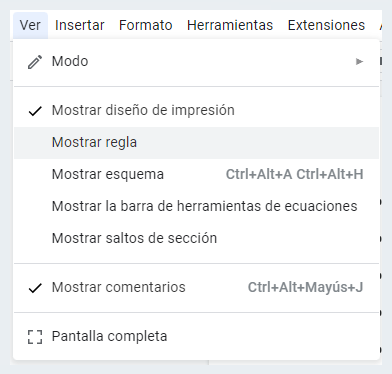 Ver Insertar Formato Herramientas Extensiones
Modo
Mostrar diseño de impresión
Mostrar regla
Mostrar esquema Ctrl+Alt+A Ctrl+Alt+H
Mostrar la barra de herramientas de ecuaciones
Mostrar saltos de sección
Mostrar comentarios Ctrl+Alt+Mayús+J
Pantalla completa